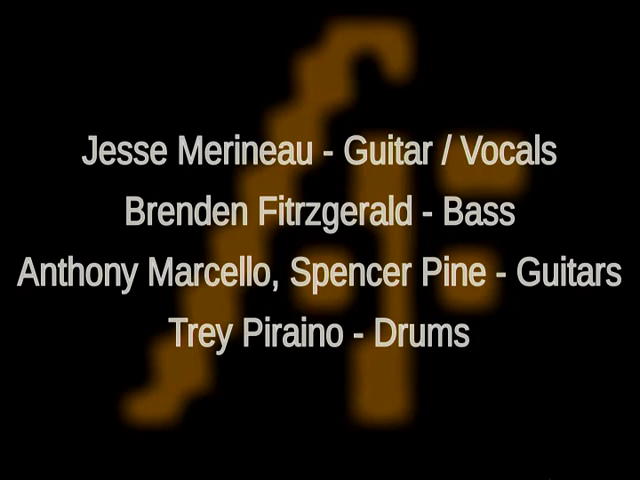 Jesse Merineau - Guitar / Vocals
Brenden Fitrzgerald - Bass
Anthony Marcello, Spencer Pine - Guitars
Trey Piraino - Drums